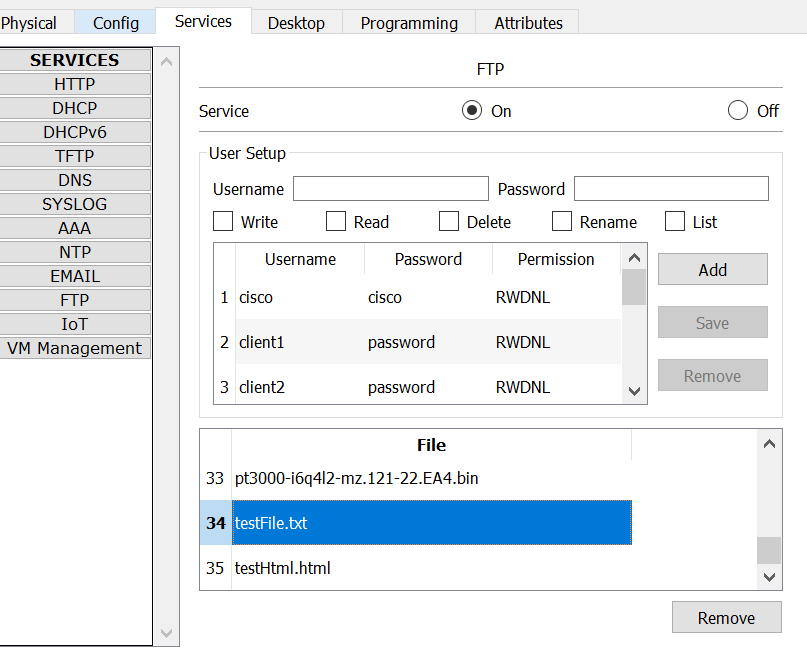 Physical Config Services Desktop Programming Attributes
SERVICES
HTTP
DHCP
DHCPv6
TFTP
DNS
SYSLOG
AAA
NTP
EMAIL
FTP
IoT
VM Management
FTP
Service On Off
User Setup
Username Password
Write Read Delete Rename List
Username Password Permission
1 cisco cisco RWDNL
2 client1 password RWDNL
3 client2 password RWDNL
Add
Save
Remove
File
33 pt3000-i6q4l2-mz.121-22.EA4.bin
34 testFile.txt
35 testHtml.html
Remove